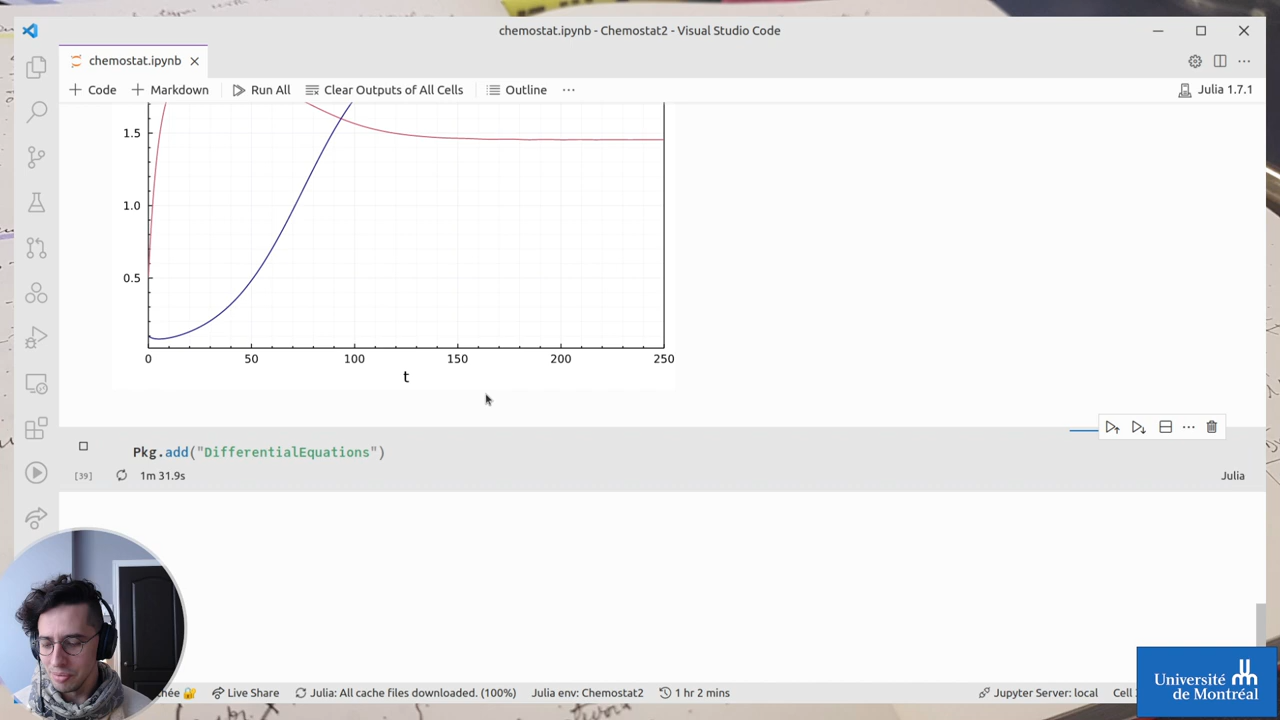 chemostat.ipynb - Chemostat2 - Visual Studio Code
chemostat.ipynb
Code
Markdown
Run All
Clear Outputs of All Cells
Outline
Julia 1.7.1
1.5
1.0
0.5
0
50
100
150
200
250
t
Pkg.add("DifferentialEquations")
[39]
1m 31.9s
Julia
Live Share
Julia: All cache files downloaded. (100%)
Julia env: Chemostat2
1 hr 2 mins
Jupyter Server: local
Cell
Université
de Montréal